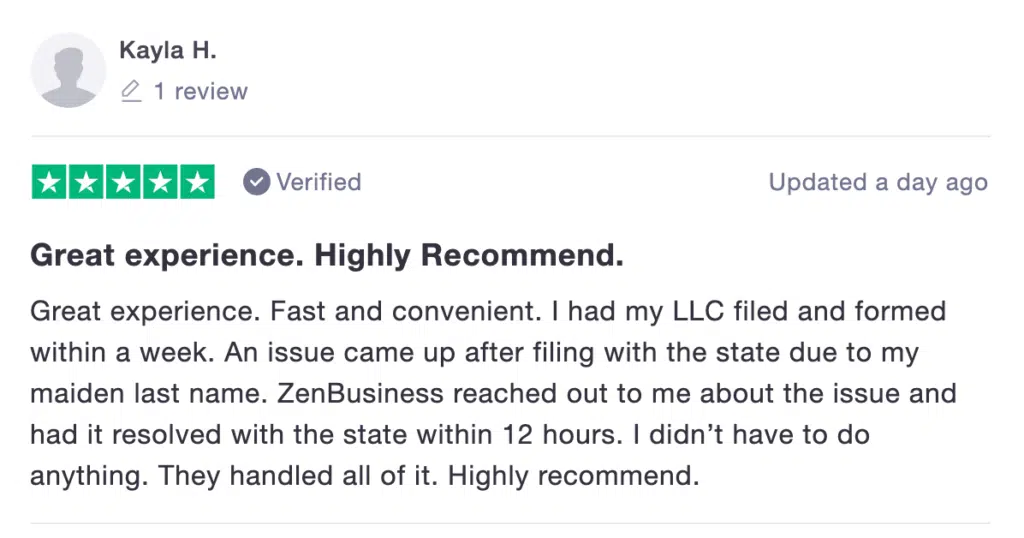 Kayla H.
1 review
Verified
Updated a day ago
Great experience. Highly Recommend.
Great experience. Fast and convenient. I had my LLC filed and formed
within a week. An issue came up after filing with the state due to my
maiden last name. ZenBusiness reached out to me about the issue and
had it resolved with the state within 12 hours. I didn’t have to do
anything. They handled all of it. Highly recommend.